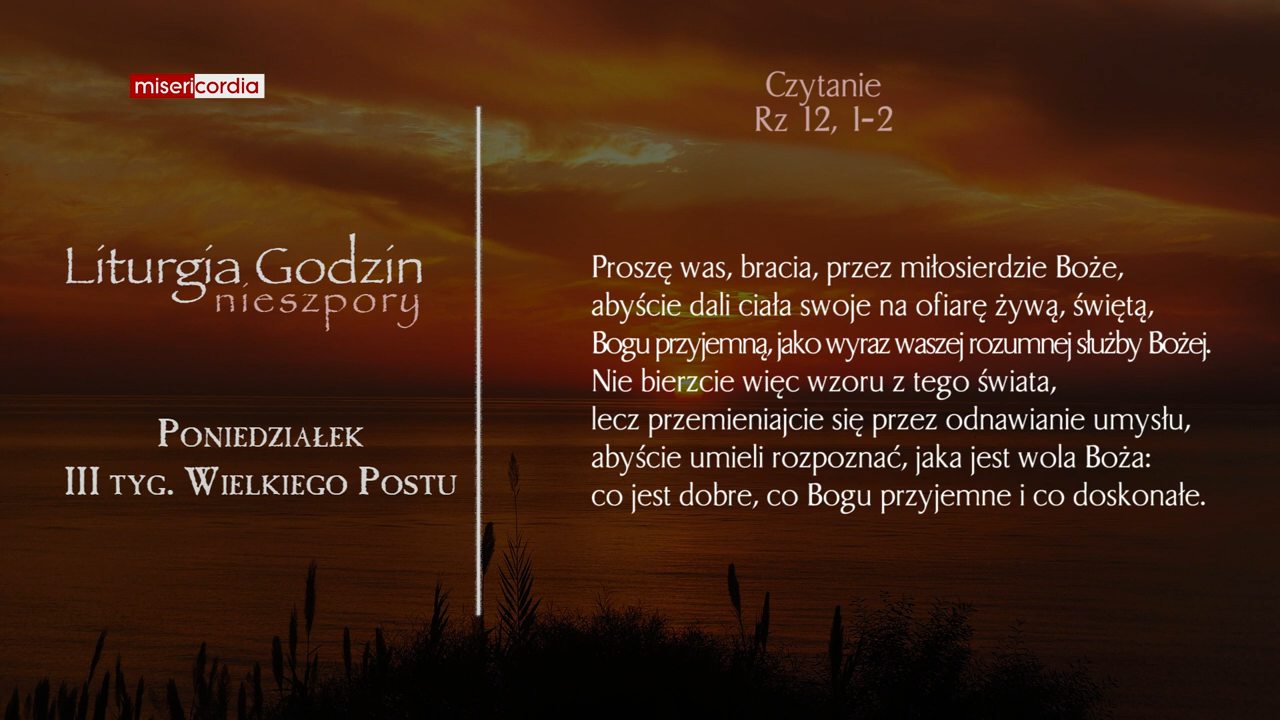 misericordia
Liturgia Godzin
nieszpory
Poniedziałek
III tyg. Wielkiego Postu
Czytanie
Rz 12, 1-2
Proszę was, bracia, przez miłosierdzie Boże,
abyście dali ciała swoje na ofiarę żywą, świętą,
Bogu przyjemną, jako wyraz waszej rozumnej służby Bożej.
Nie bierzcie więc wzoru z tego świata,
lecz przemieniajcie się przez odnawianie umysłu,
abyście umieli rozpoznać, jaka jest wola Boża:
co jest dobre, co Bogu przyjemne i co doskonałe.